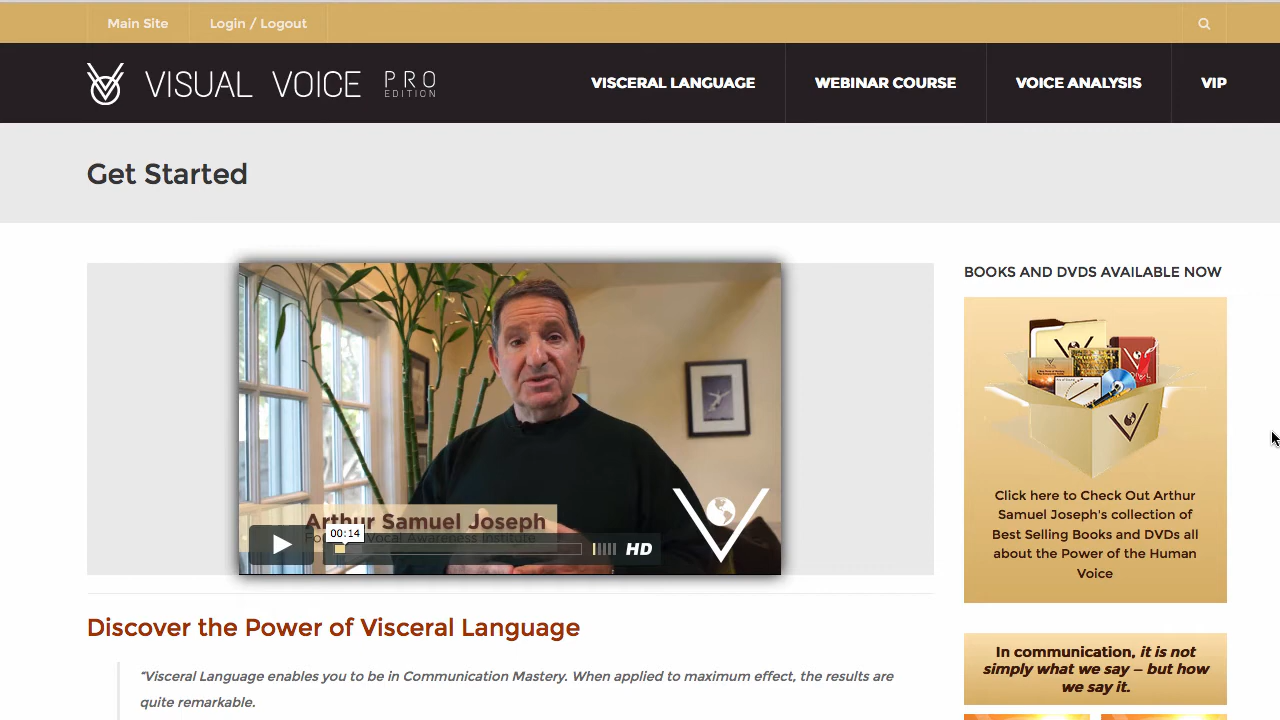 Main Site
Login / Logout
VISUAL VOICE PRO EDITION
VISCERAL LANGUAGE
WEBINAR COURSE
VOICE ANALYSIS
VIP
Get Started
Arthur Samuel Joseph
Vocal Awareness Institute
00:14
HD
Discover the Power of Visceral Language
“Visceral Language enables you to be in Communication Mastery. When applied to maximum effect, the results are
quite remarkable.
BOOKS AND DVDS AVAILABLE NOW
Click here to Check Out Arthur
Samuel Joseph's collection of
Best Selling Books and DVDs all
about the Power of the Human
Voice
In communication, it is not
simply what we say – but how
we say it.